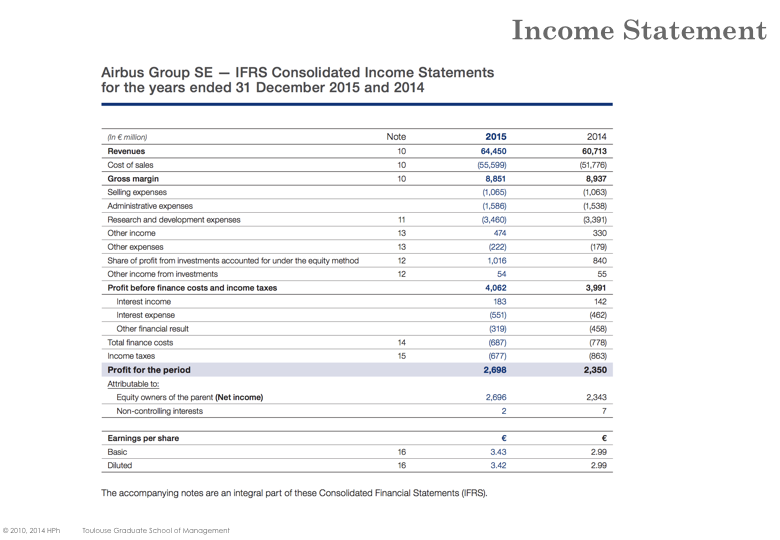 Income Statement
Airbus Group SE — IFRS Consolidated Income Statements
for the years ended 31 December 2015 and 2014
(In € million) Note 2015 2014
Revenues 10 64,450 60,713
Cost of sales 10 (55,599) (51,776)
Gross margin 10 8,851 8,937
Selling expenses (1,065) (1,063)
Administrative expenses (1,586) (1,538)
Research and development expenses 11 (3,460) (3,391)
Other income 13 474 330
Other expenses 13 (222) (179)
Share of profit from investments accounted for under the equity method 12 1,016 840
Other income from investments 12 54 55
Profit before finance costs and income taxes 4,062 3,991
Interest income 183 142
Interest expense (551) (462)
Other financial result (319) (458)
Total finance costs 14 (687) (778)
Income taxes 15 (677) (863)
Profit for the period 2,698 2,350
Attributable to:
Equity owners of the parent (Net income) 2,696 2,343
Non-controlling interests 2 7
Earnings per share € €
Basic 16 3.43 2.99
Diluted 16 3.42 2.99
The accompanying notes are an integral part of these Consolidated Financial Statements (IFRS).
© 2010, 2014 HPh Toulouse Graduate School of Management